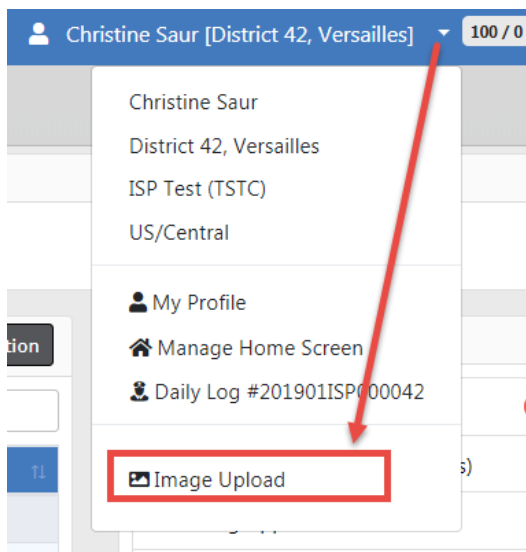 Christine Saur [District 42, Versailles]
100 / 0
Christine Saur
District 42, Versailles
ISP Test (TSTC)
US/Central
My Profile
tion
Manage Home Screen
Daily Log #201901ISP000042
s)
Image Upload